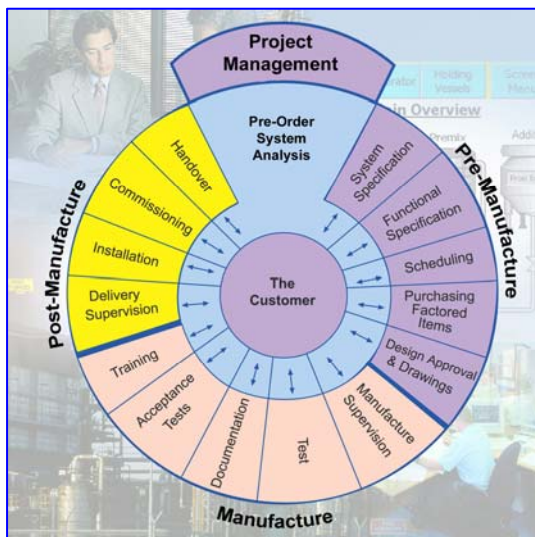 Project
Management
Pre-Order
System
Analysis
System
Specification
Functional
Specification
Scheduling
Purchasing
Factored
Items
Design Approval
& Drawings
Pre-Manufacture
Manufacture
Supervision
Test
Documentation
Acceptance
Tests
Training
Manufacture
Delivery
Supervision
Installation
Commissioning
Handover
Post-Manufacture
The
Customer
Holding
Vessels
Overview
Premix